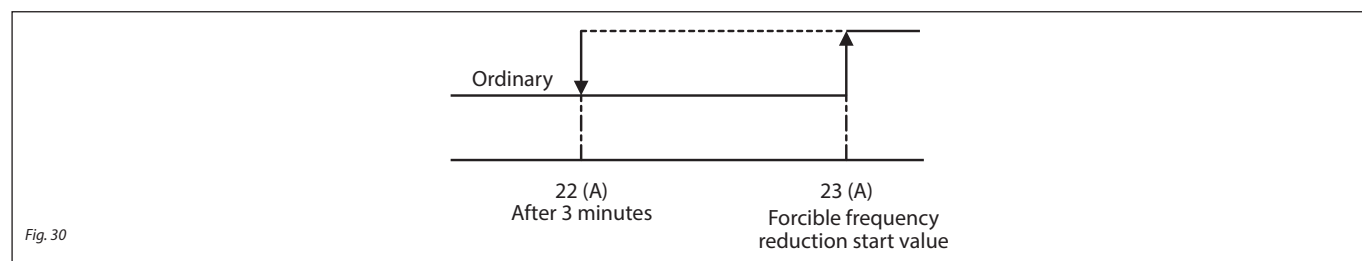 Ordinary
22 (A)
After 3 minutes
23 (A)
Forcible frequency
reduction start value
Fig. 30